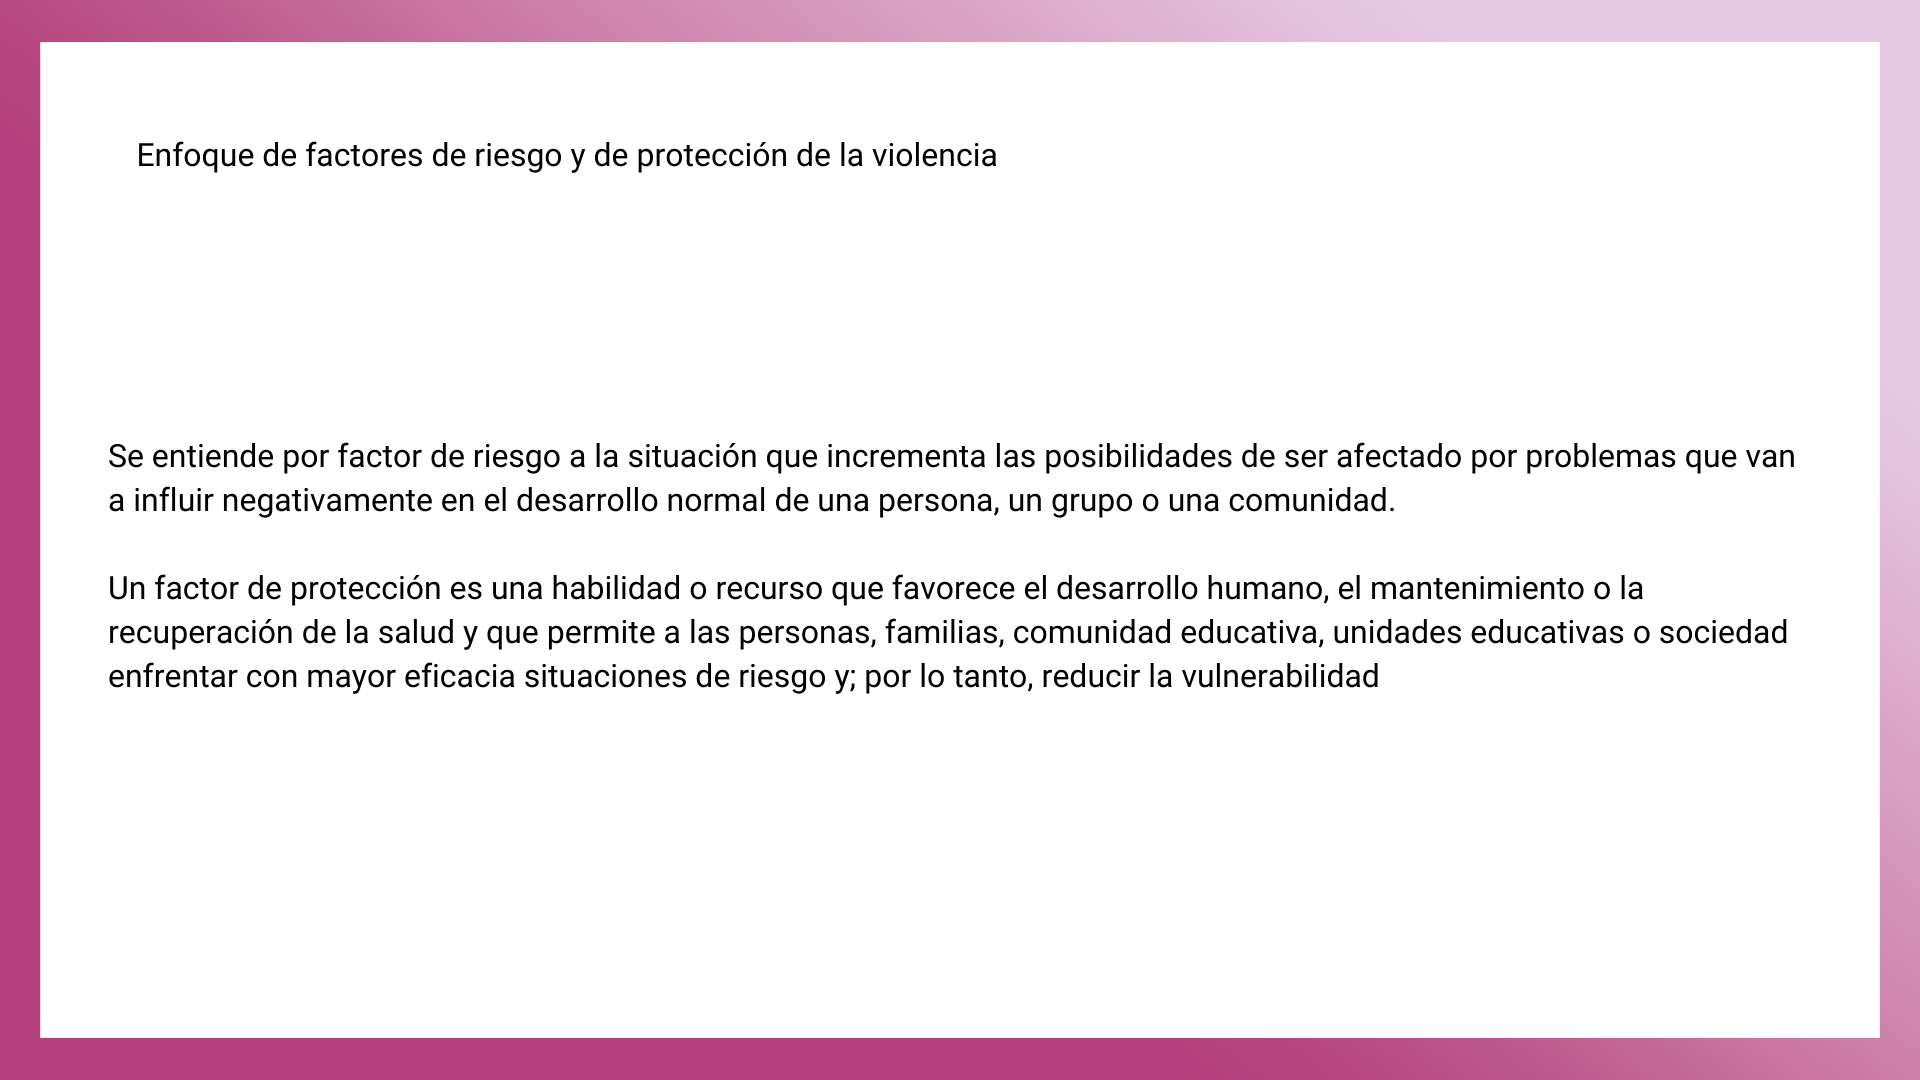 Enfoque de factores de riesgo y de protección de la violencia
Se entiende por factor de riesgo a la situación que incrementa las posibilidades de ser afectado por problemas que van
a influir negativamente en el desarrollo normal de una persona, un grupo o una comunidad.
Un factor de protección es una habilidad o recurso que favorece el desarrollo humano, el mantenimiento o la
recuperación de la salud y que permite a las personas, familias, comunidad educativa, unidades educativas o sociedad
enfrentar con mayor eficacia situaciones de riesgo y; por lo tanto, reducir la vulnerabilidad